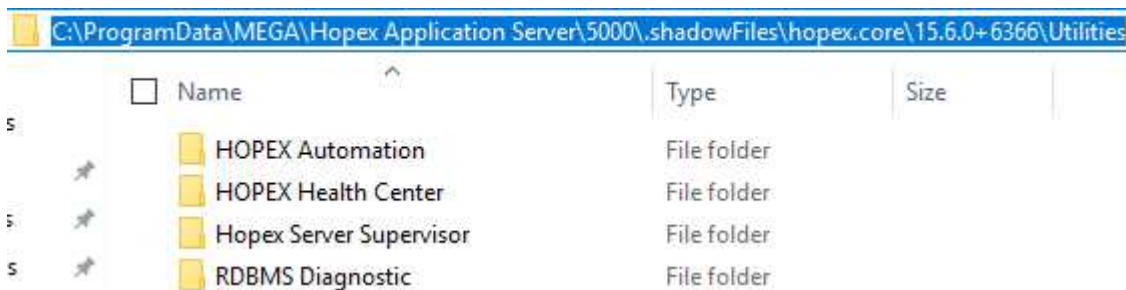 C:\ProgramData\MEGA\Hopex Application Server\5000\.shadowFiles\hopex.core\15.6.0+6366\Utilities
Name Type Size
s
HOPEX Automation File folder
HOPEX Health Center File folder
s
Hopex Server Supervisor File folder
s
RDBMS Diagnostic File folder